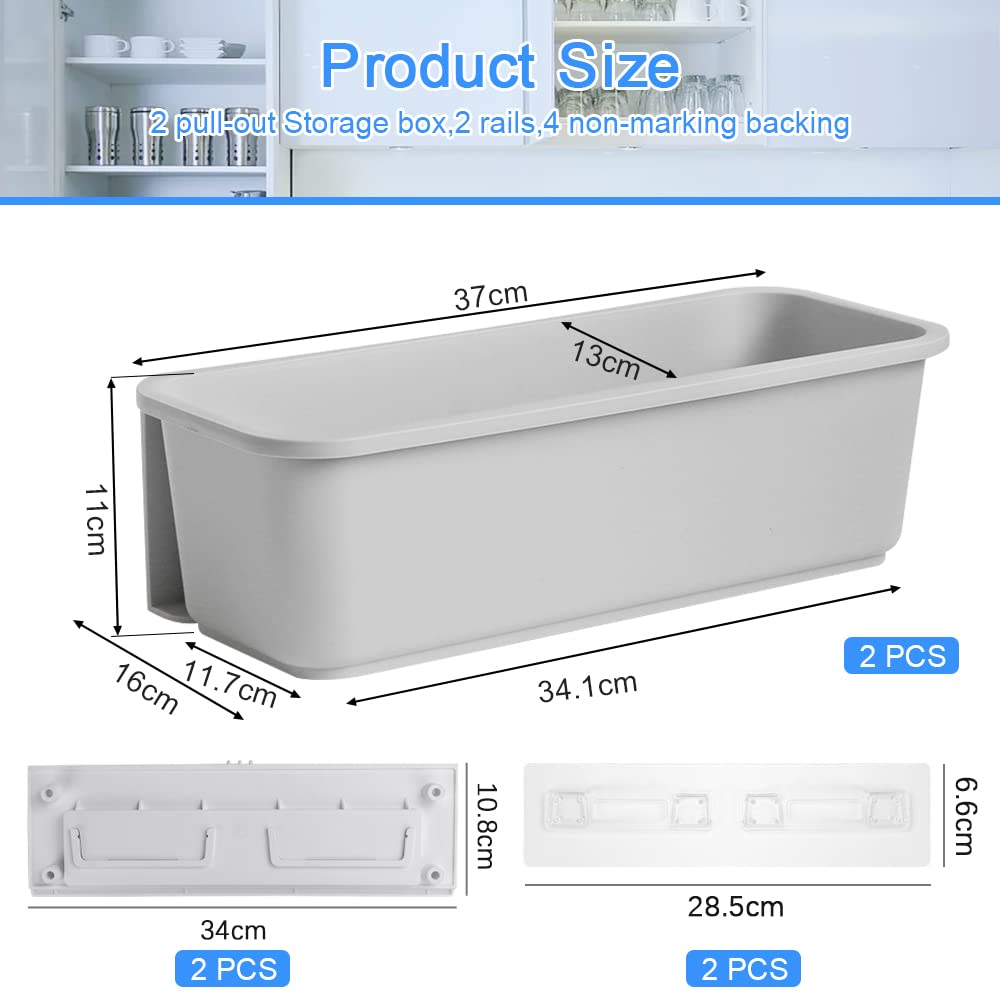 Product Size
2 pull-out Storage box,2 rails,4 non-marking backing
37cm
13cm
11cm
16cm
11.7cm
34.1cm
2 PCS
10.8cm
34cm
2 PCS
6.6cm
28.5cm
2 PCS